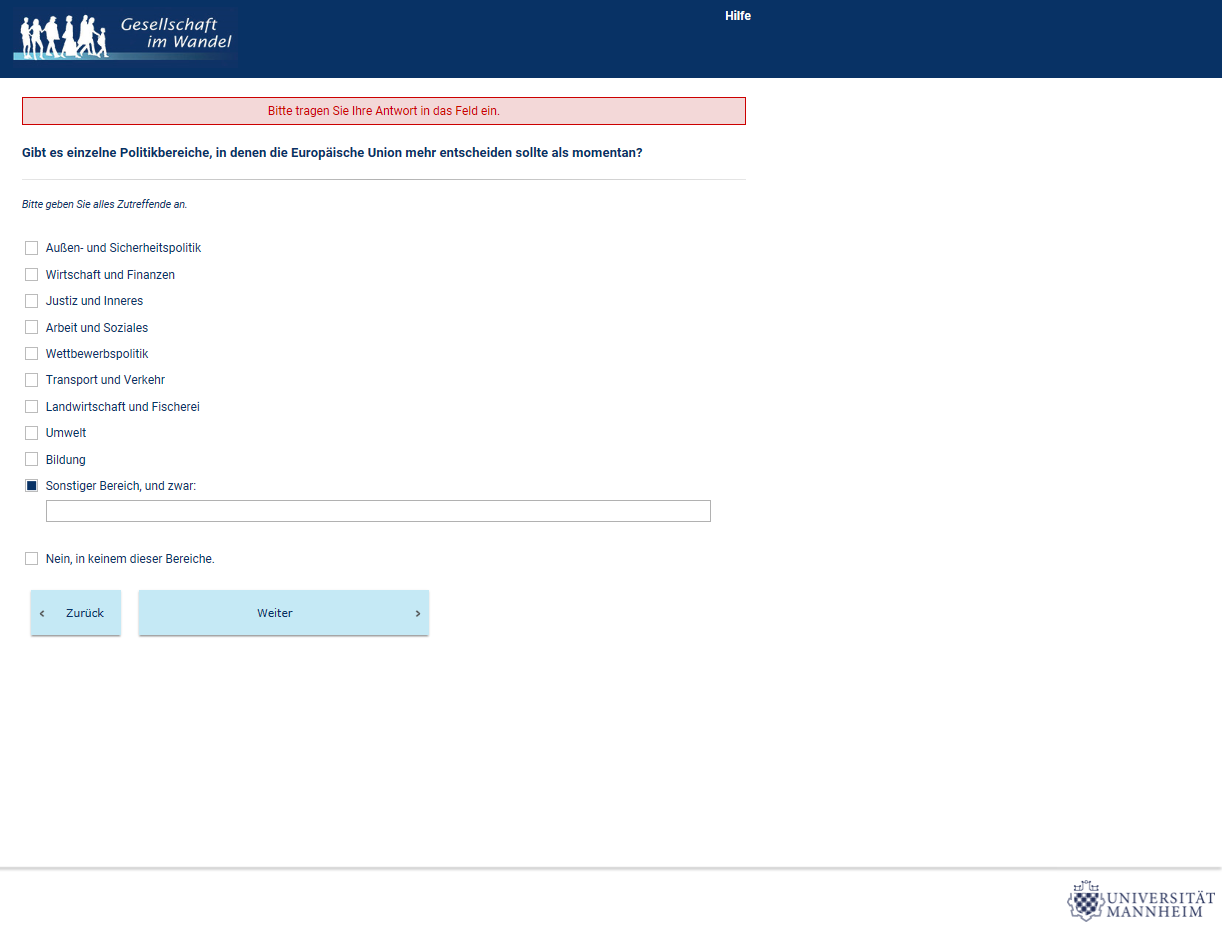 Gesellschaft
im Wandel
Hilfe
Bitte tragen Sie Ihre Antwort in das Feld ein.
Gibt es einzelne Politikbereiche, in denen die Europäische Union mehr entscheiden sollte als momentan?
Bitte geben Sie alles Zutreffende an.
Außen- und Sicherheitspolitik
Wirtschaft und Finanzen
Justiz und Inneres
Arbeit und Soziales
Wettbewerbspolitik
Transport und Verkehr
Landwirtschaft und Fischerei
Umwelt
Bildung
Sonstiger Bereich, und zwar:
Nein, in keinem dieser Bereiche.
‹ Zurück
Weiter ›
UNIVERSITÄT
MANNHEIM